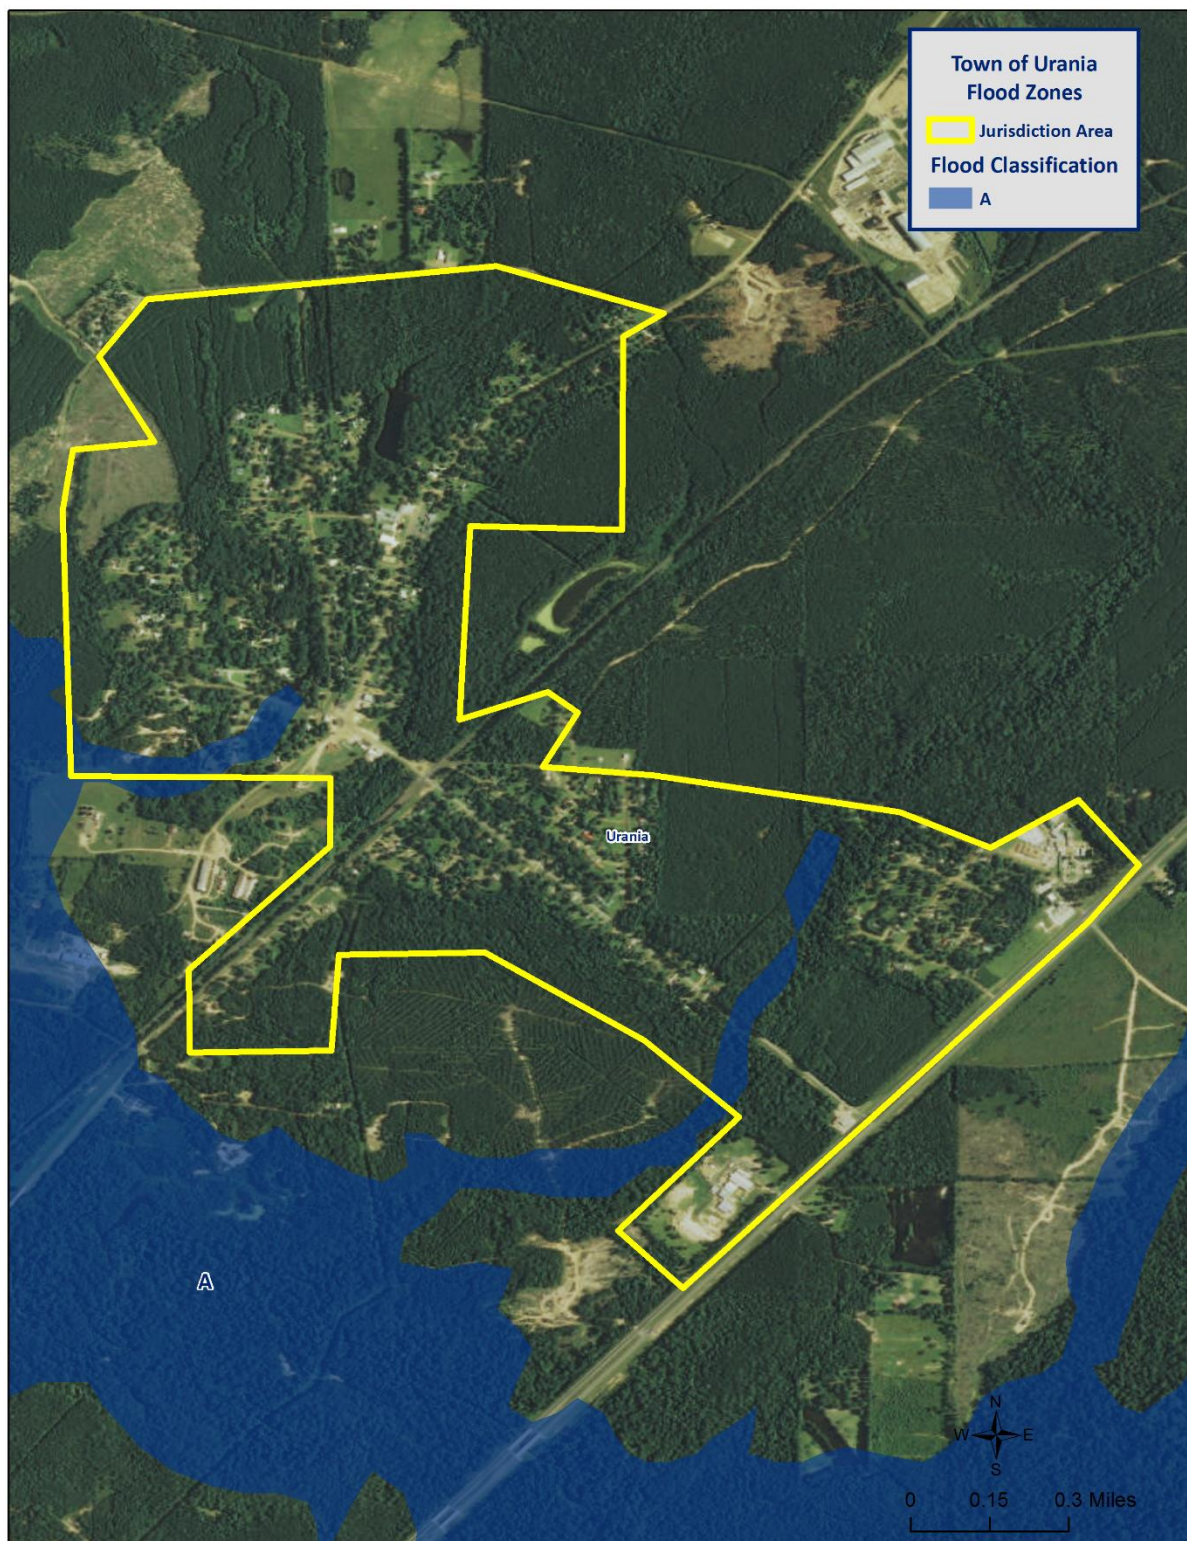 Town of Urania
Flood Zones
Jurisdiction Area
Flood Classification
A
Urania
A
N
W E
S
0 0.15 0.3 Miles